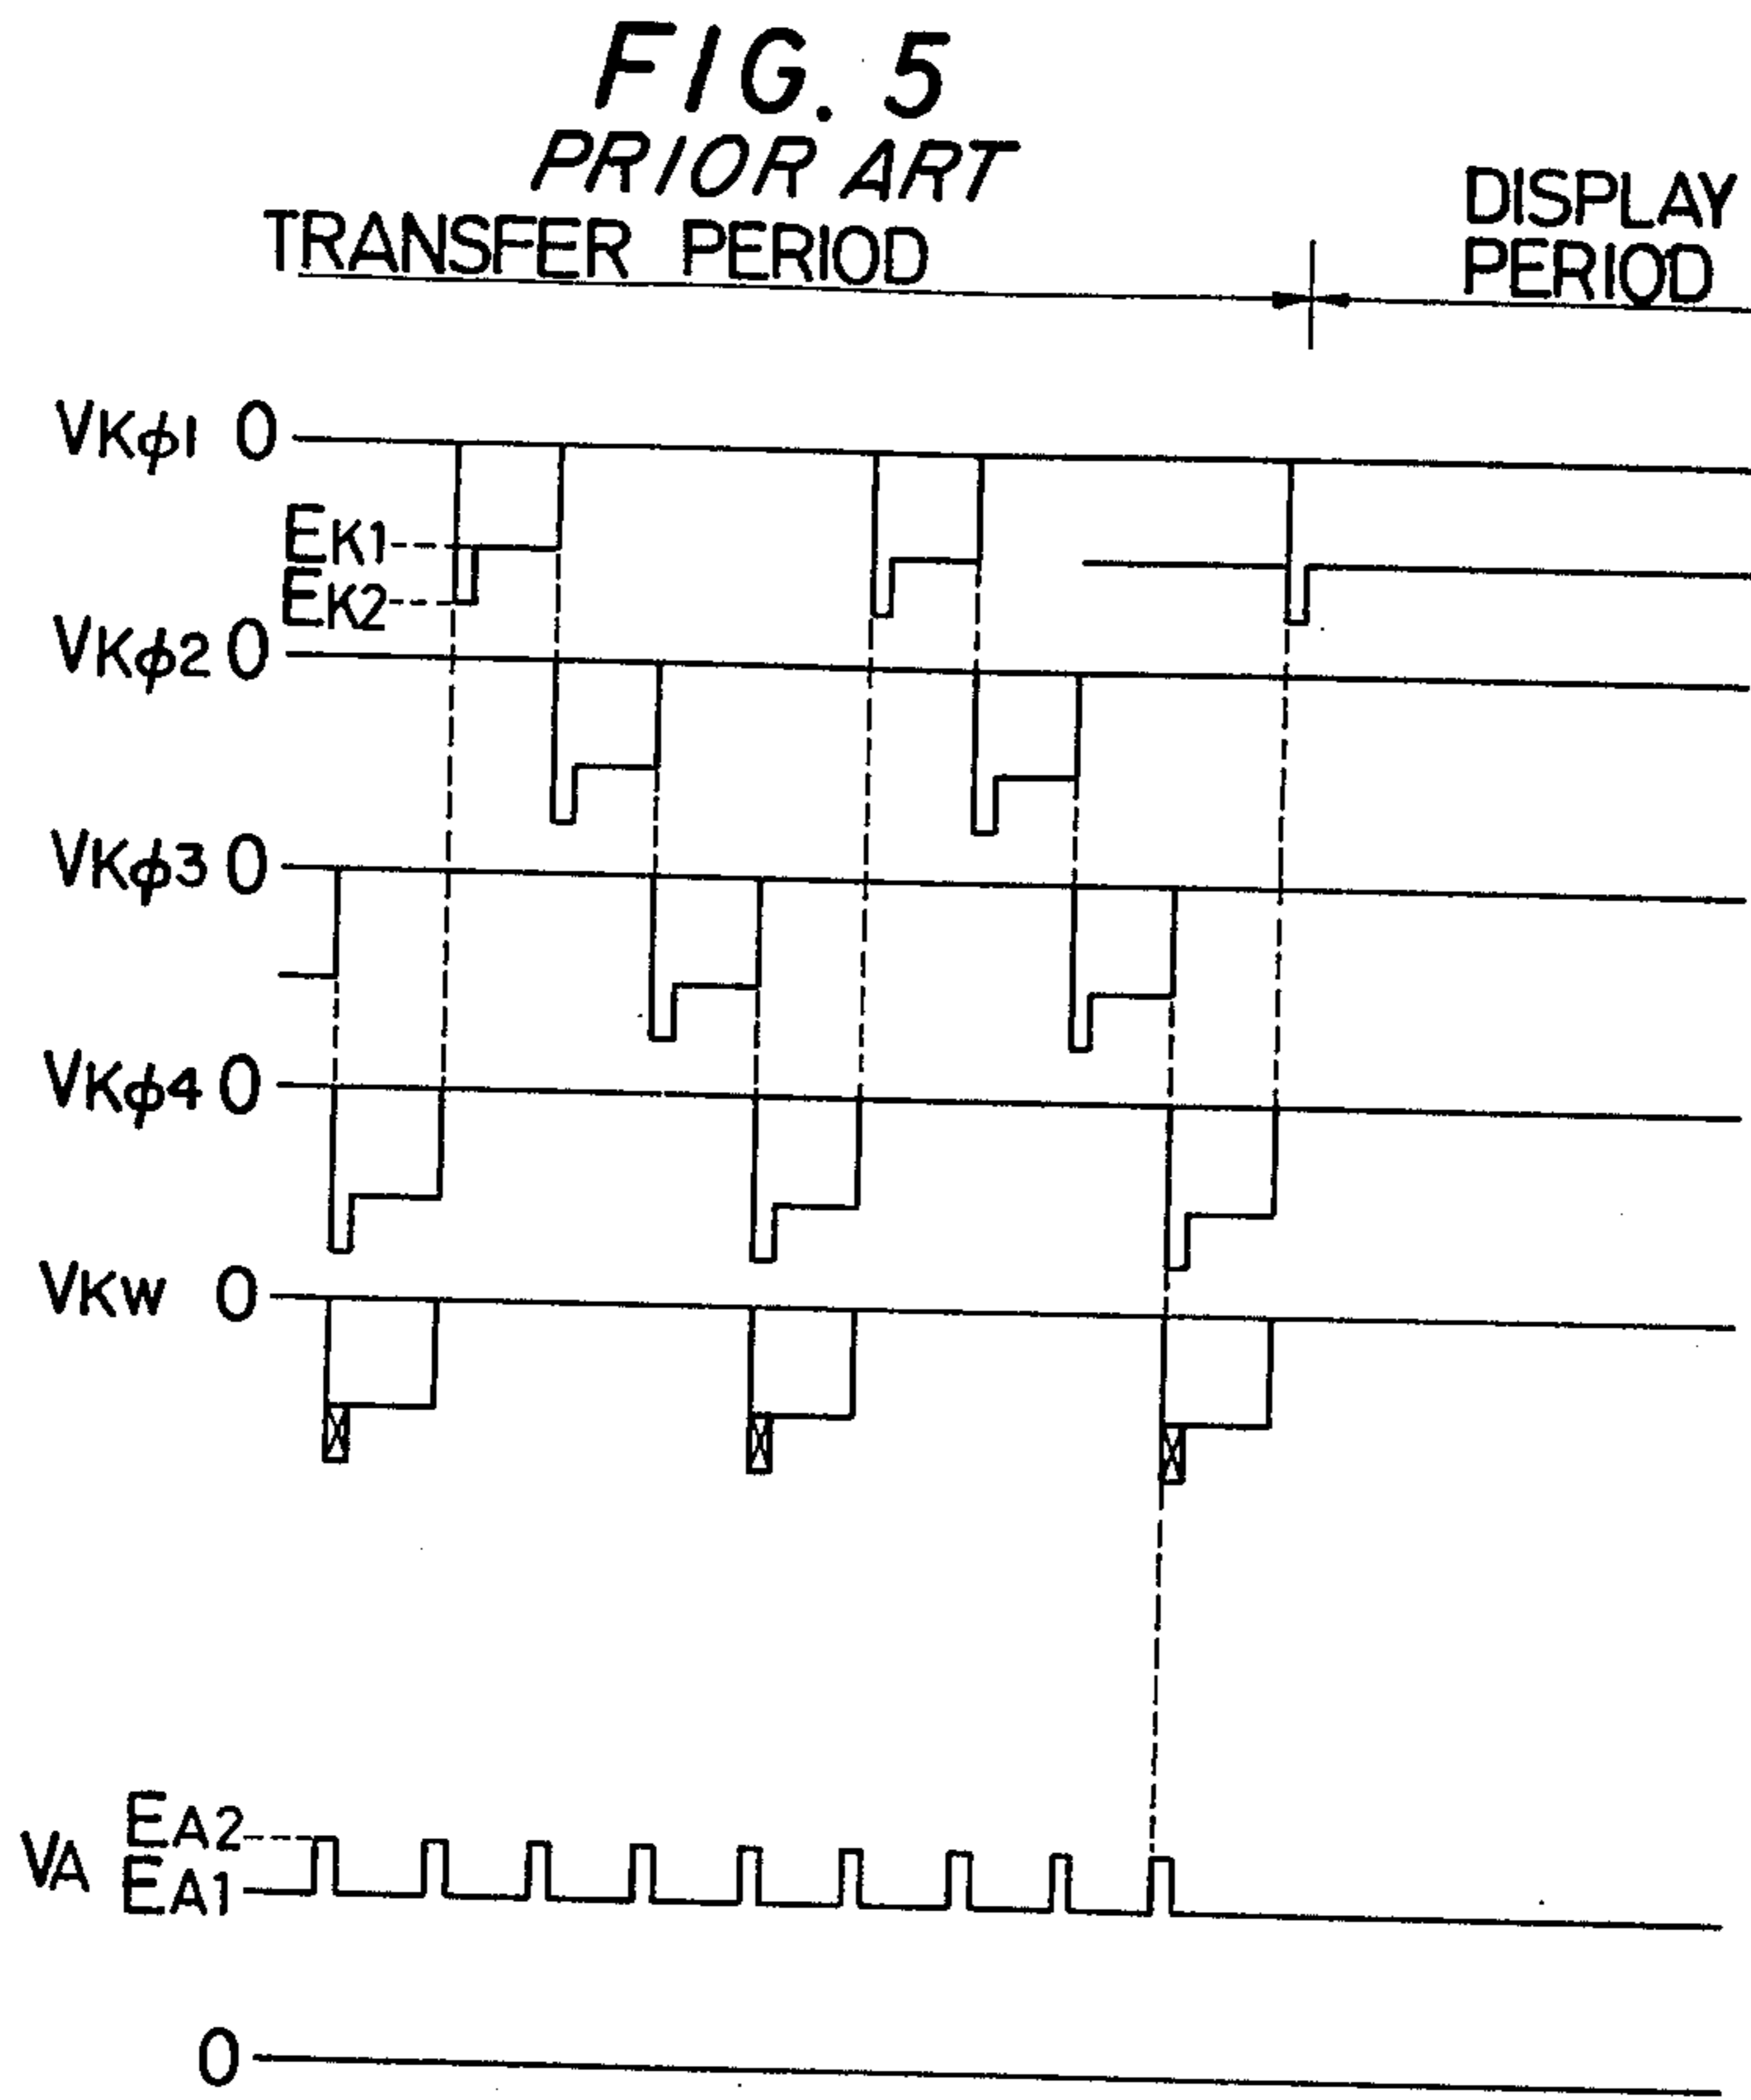 FIG. 5
PRIOR ART
TRANSFER PERIOD
DISPLAY
PERIOD
VKφ1 0
EK1
EK2
VKφ2 0
VKφ3 0
VKφ4 0
VKW 0
EA2
VA
EA1
0